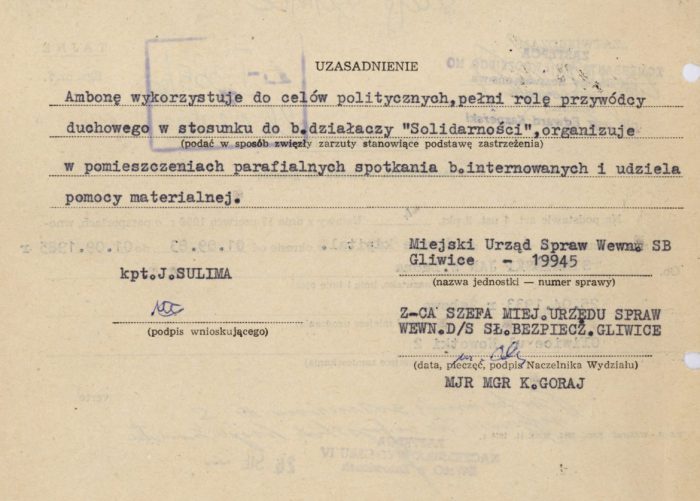 UZASADNIENIE
Ambonę wykorzystuje do celów politycznych,pełni rolę przywódcy
duchowego w stosunku do b.działaczy "Solidarności",organizuje
(podać w sposób zwięzły zarzuty stanowiące podstawę zastrzeżenia)
w pomieszczeniach parafialnych spotkania b.internowanych i udziela
pomocy materialnej.
Miejski Urząd Spraw Wewn. SB
Gliwice - 19945
(nazwa jednostki — numer sprawy)
kpt.J.SULIMA
(podpis wnioskującego)
Z-CA SZEFA MIEJ.URZĘDU SPRAW
WEWN.D/S SŁ.BEZPIECZ.GLIWICE
(data, pieczęć, podpis Naczelnika Wydziału)
MJR MGR K.GORAJ